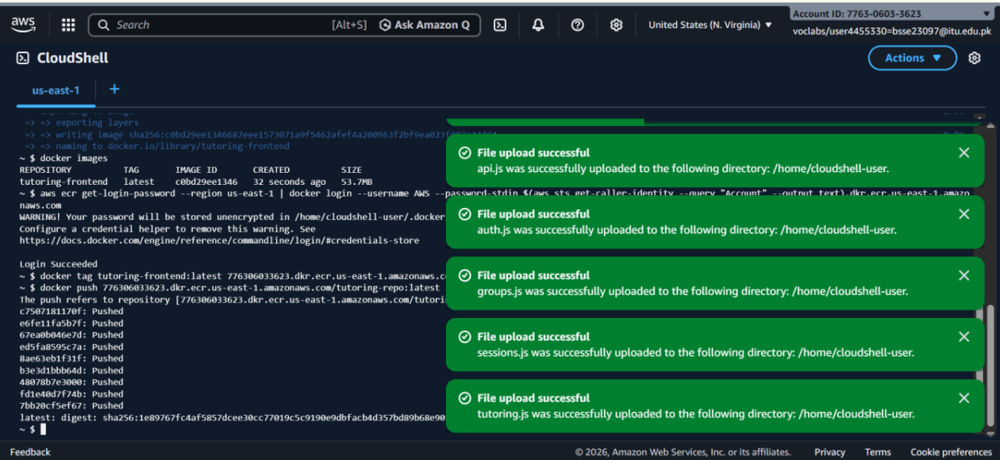 aws
Search
[Alt+S]
Ask Amazon Q
United States (N. Virginia) ▼
Account ID: 7763-0603-3623
voclabs/user4455330=bsse23097@itu.edu.pk
CloudShell
Actions ▼
us-east-1
+
=> => exporting layers
=> => writing image sha256:c0bd29ee1346687eee1573071a9f5462afef4a200963f2bf9ea023f
=> => naming to docker.io/library/tutoring-frontend
~ $ docker images
REPOSITORY TAG IMAGE ID CREATED SIZE
tutoring-frontend latest c0bd29ee1346 32 seconds ago 53.7MB
~ $ aws ecr get-login-password --region us-east-1 | docker login --username AWS --password-stdin $(aws sts get-caller-identity --query "Account" --output text).dkr.ecr.us-east-1.amazo
naws.com
WARNING! Your password will be stored unencrypted in /home/cloudshell-user/.docker
Configure a credential helper to remove this warning. See
https://docs.docker.com/engine/reference/commandline/login/#credentials-store
Login Succeeded
~ $ docker tag tutoring-frontend:latest 776306033623.dkr.ecr.us-east-1.amazonaws.c
~ $ docker push 776306033623.dkr.ecr.us-east-1.amazonaws.com/tutoring-repo:latest
The push refers to repository [776306033623.dkr.ecr.us-east-1.amazonaws.com/tutori
c7507181170f: Pushed
e6fe11fa5b7f: Pushed
67ea0b046e7d: Pushed
ed5fa8595c7a: Pushed
8ae63eb1f31f: Pushed
b3e3d1bbb64d: Pushed
48078b7e3000: Pushed
fd1e40d7f74b: Pushed
7bb20cf5ef67: Pushed
latest: digest: sha256:1e89767fc4af5857dcee30cc77019c5c9190e9dbfacb4d357bd89b68e90
~ $
File upload successful
api.js was successfully uploaded to the following directory: /home/cloudshell-user.
File upload successful
auth.js was successfully uploaded to the following directory: /home/cloudshell-user.
File upload successful
groups.js was successfully uploaded to the following directory: /home/cloudshell-user.
File upload successful
sessions.js was successfully uploaded to the following directory: /home/cloudshell-user.
File upload successful
tutoring.js was successfully uploaded to the following directory: /home/cloudshell-user.
Feedback
© 2026, Amazon Web Services, Inc. or its affiliates.
Privacy
Terms
Cookie preferences